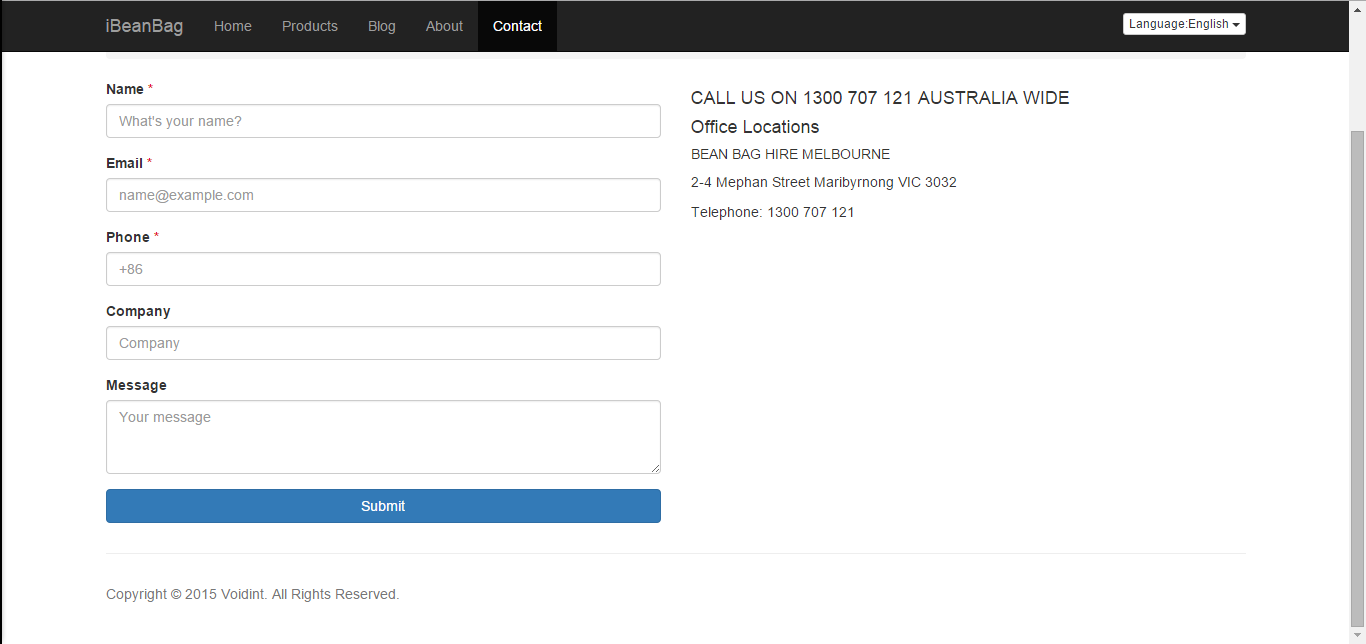 iBeanBag Home Products Blog About Contact Language:English
Name *
What's your name?
Email *
name@example.com
Phone *
+86
Company
Company
Message
Your message
Submit
CALL US ON 1300 707 121 AUSTRALIA WIDE
Office Locations
BEAN BAG HIRE MELBOURNE
2-4 Mephan Street Maribyrnong VIC 3032
Telephone: 1300 707 121
Copyright © 2015 Voidint. All Rights Reserved.